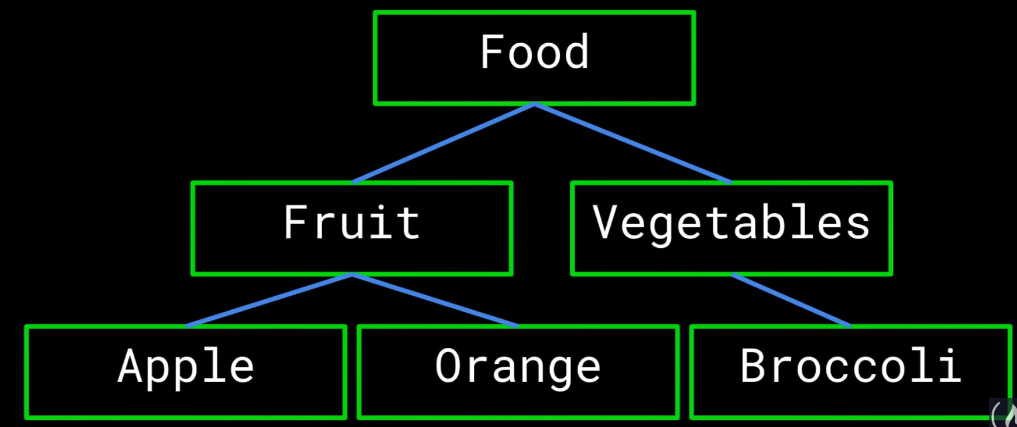 Food
Fruit
Vegetables
Apple
Orange
Broccoli